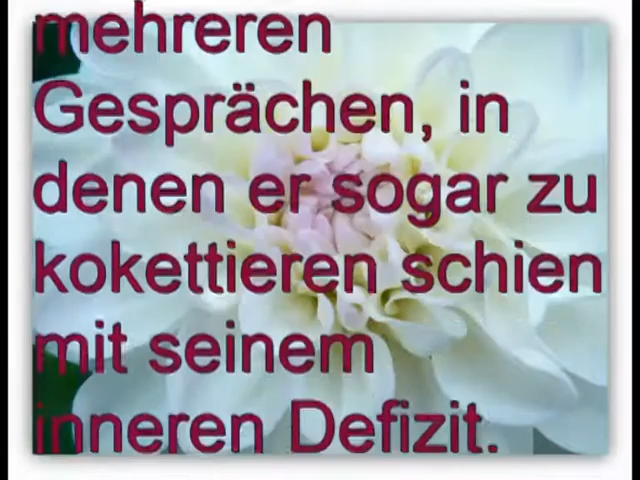 mehreren
Gesprächen, in
denen er sogar zu
kokettieren schien
mit seinem
inneren Defizit.